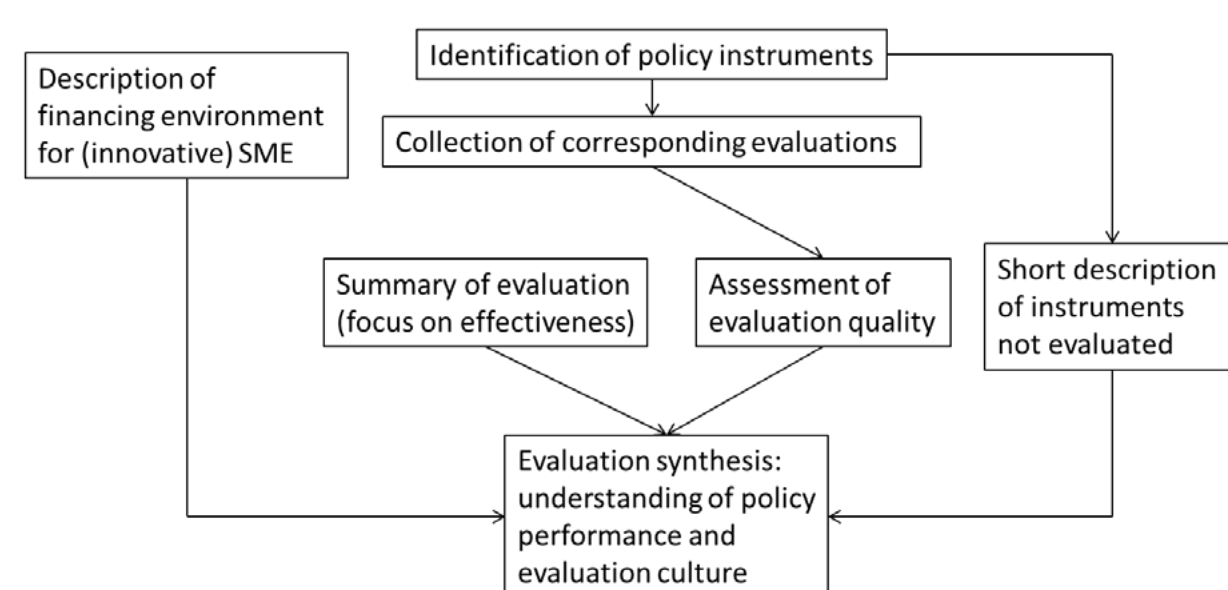 Description of
financing environment
for (innovative) SME
Identification of policy instruments
Collection of corresponding evaluations
Summary of evaluation
(focus on effectiveness)
Assessment of
evaluation quality
Short description
of instruments
not evaluated
Evaluation synthesis:
understanding of policy
performance and
evaluation culture